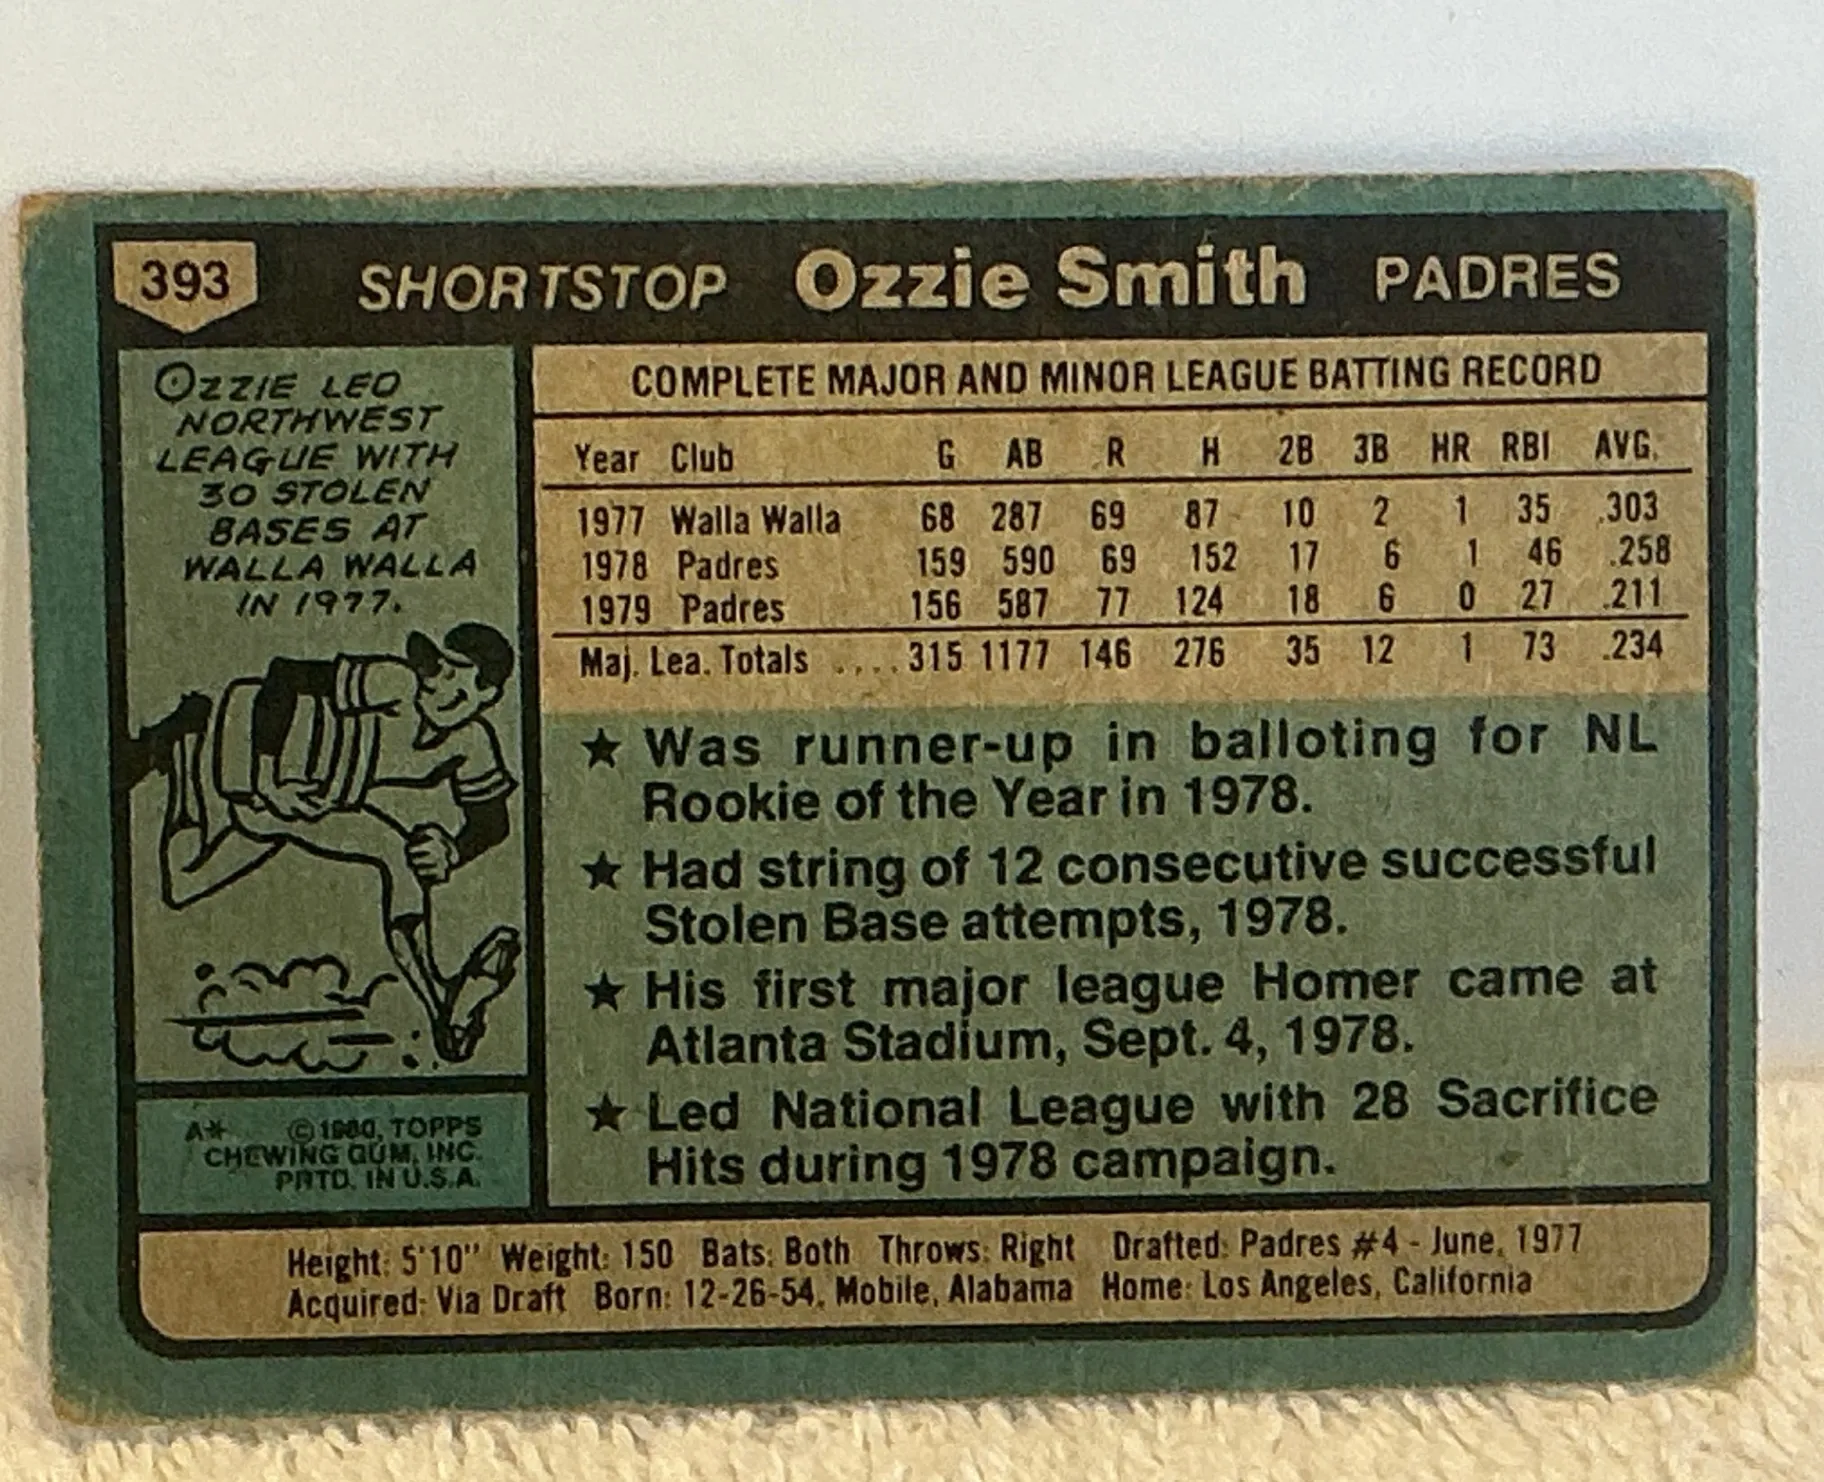 393 SHORTSTOP Ozzie Smith PADRES
OZZIE LED
NORTHWEST
LEAGUE WITH
30 STOLEN
BASES AT
WALLA WALLA
IN 1977.
COMPLETE MAJOR AND MINOR LEAGUE BATTING RECORD
Year Club G AB R H 2B 3B HR RBI AVG.
1977 Walla Walla 68 287 69 87 10 2 1 35 .303
1978 Padres 159 590 69 152 17 6 1 46 .258
1979 Padres 156 587 77 124 18 6 0 27 .211
Maj. Lea. Totals .... 315 1177 146 276 35 12 1 73 .234
★ Was runner-up in balloting for NL
Rookie of the Year in 1978.
★ Had string of 12 consecutive successful
Stolen Base attempts, 1978.
★ His first major league Homer came at
Atlanta Stadium, Sept. 4, 1978.
★ Led National League with 28 Sacrifice
Hits during 1978 campaign.
A* ©1980, TOPPS
CHEWING GUM, INC.
PRTD. IN U.S.A.
Height: 5'10" Weight: 150 Bats: Both Throws: Right Drafted: Padres #4 - June, 1977
Acquired: Via Draft Born: 12-26-54, Mobile, Alabama Home: Los Angeles, California